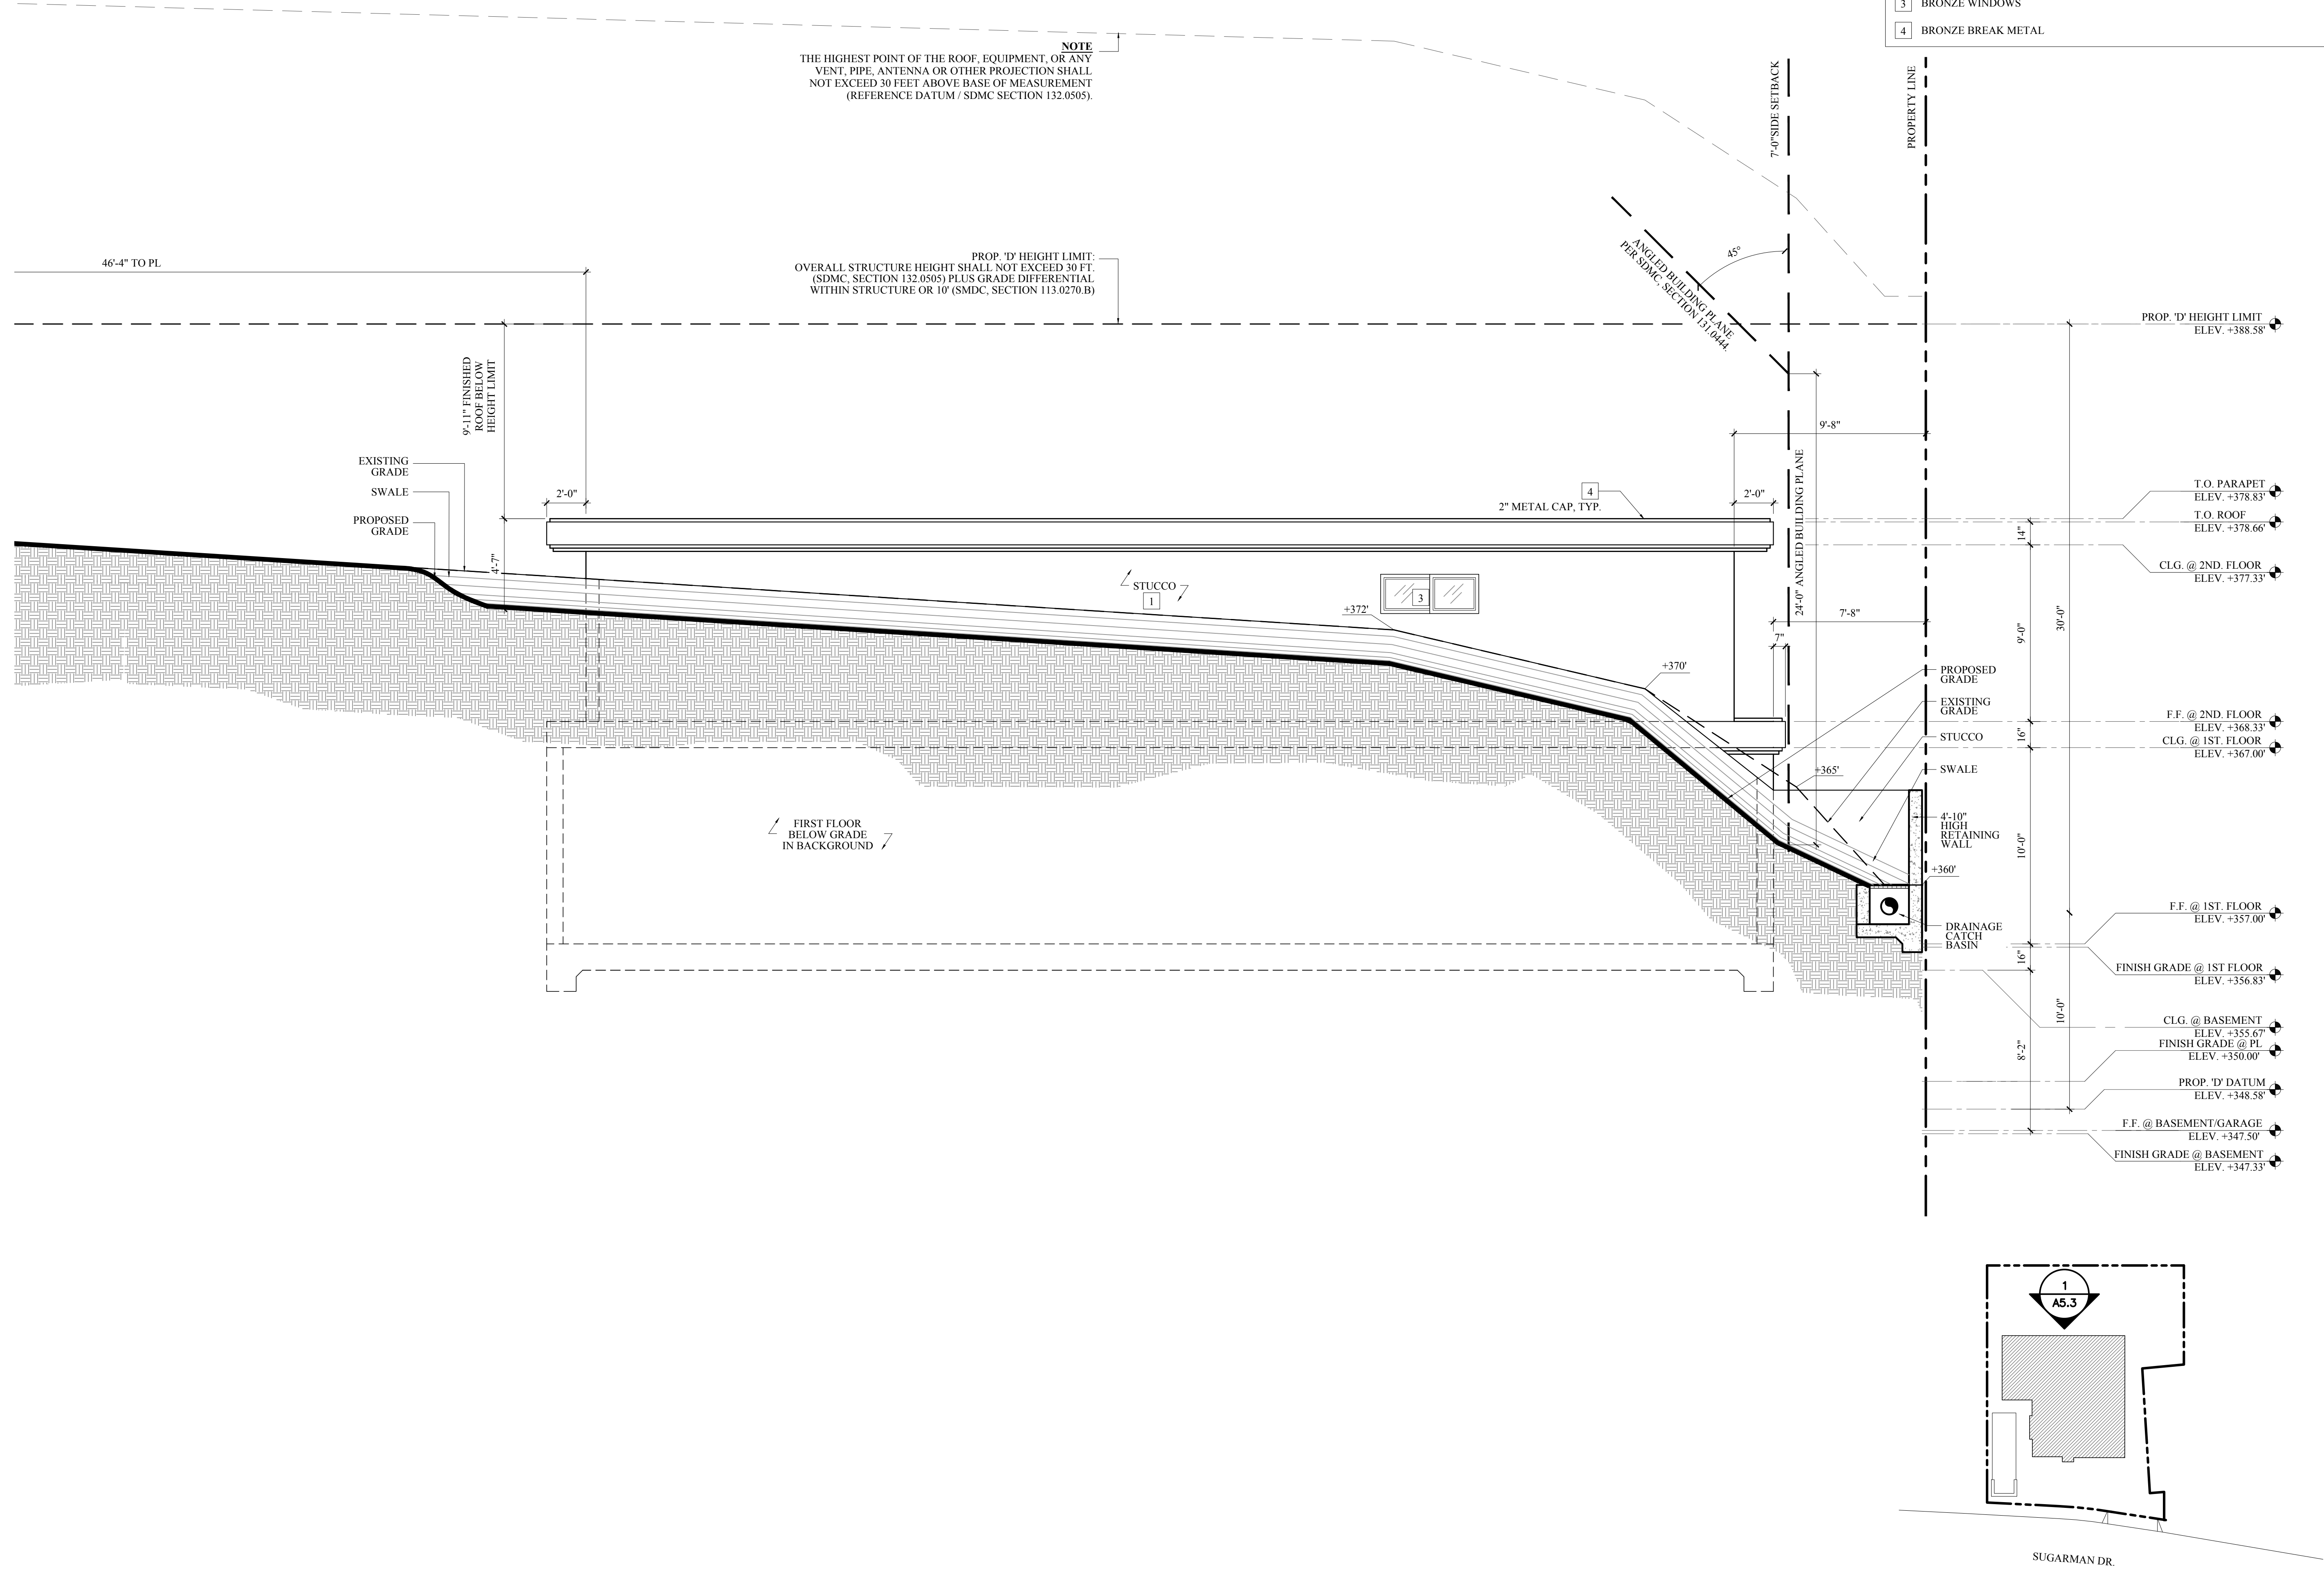 3 BRONZE WINDOWS
4 BRONZE BREAK METAL
NOTE
THE HIGHEST POINT OF THE ROOF, EQUIPMENT, OR ANY
VENT, PIPE, ANTENNA OR OTHER PROJECTION SHALL
NOT EXCEED 30 FEET ABOVE BASE OF MEASUREMENT
(REFERENCE DATUM / SDMC SECTION 132.0505).
7'-0"SIDE SETBACK
PROPERTY LINE
46'-4" TO PL
PROP. 'D' HEIGHT LIMIT:
OVERALL STRUCTURE HEIGHT SHALL NOT EXCEED 30 FT.
(SDMC, SECTION 132.0505) PLUS GRADE DIFFERENTIAL
WITHIN STRUCTURE OR 10' (SMDC, SECTION 113.0270.B)
45°
ANGLED BUILDING PLANE
PER SDMC, SECTION 131.0444.
PROP. 'D' HEIGHT LIMIT
ELEV. +388.58'
9'-11" FINISHED
ROOF BELOW
HEIGHT LIMIT
EXISTING
GRADE
SWALE
PROPOSED
GRADE
4'-7"
2'-0"
9'-8"
2'-0"
4
2" METAL CAP, TYP.
24'-0" ANGLED BUILDING PLANE
STUCCO
1
3
+372'
+370'
7'-8"
7"
+365'
+360'
T.O. PARAPET
ELEV. +378.83'
T.O. ROOF
ELEV. +378.66'
CLG. @ 2ND. FLOOR
ELEV. +377.33'
14"
9'-0"
30'-0"
PROPOSED
GRADE
EXISTING
GRADE
STUCCO
SWALE
4'-10"
HIGH
RETAINING
WALL
DRAINAGE
CATCH
BASIN
FIRST FLOOR
BELOW GRADE
IN BACKGROUND
16"
10'-0"
16"
10'-0"
8'-2"
F.F. @ 2ND. FLOOR
ELEV. +368.33'
CLG. @ 1ST. FLOOR
ELEV. +367.00'
F.F. @ 1ST. FLOOR
ELEV. +357.00'
FINISH GRADE @ 1ST FLOOR
ELEV. +356.83'
CLG. @ BASEMENT
ELEV. +355.67'
FINISH GRADE @ PL
ELEV. +350.00'
PROP. 'D' DATUM
ELEV. +348.58'
F.F. @ BASEMENT/GARAGE
ELEV. +347.50'
FINISH GRADE @ BASEMENT
ELEV. +347.33'
1
A5.3
SUGARMAN DR.